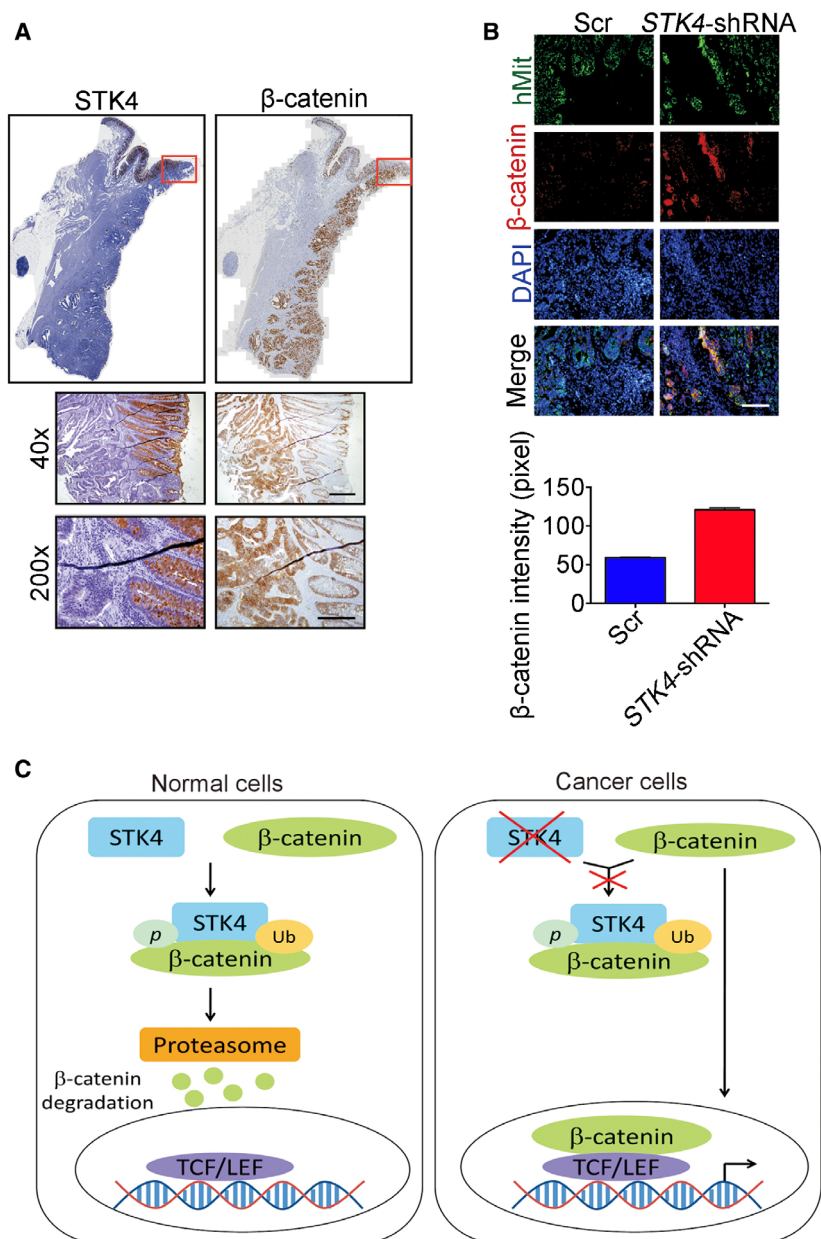 A
STK4
β-catenin
40x
200x
B
Scr
STK4-shRNA
hMit
β-catenin
DAPI
Merge
β-catenin intensity (pixel)
150
100
50
0
Scr
STK4-shRNA
C
Normal cells
STK4
β-catenin
p
STK4
Ub
β-catenin
Proteasome
β-catenin
degradation
TCF/LEF
Cancer cells
STK4
β-catenin
p
STK4
Ub
β-catenin
β-catenin
TCF/LEF